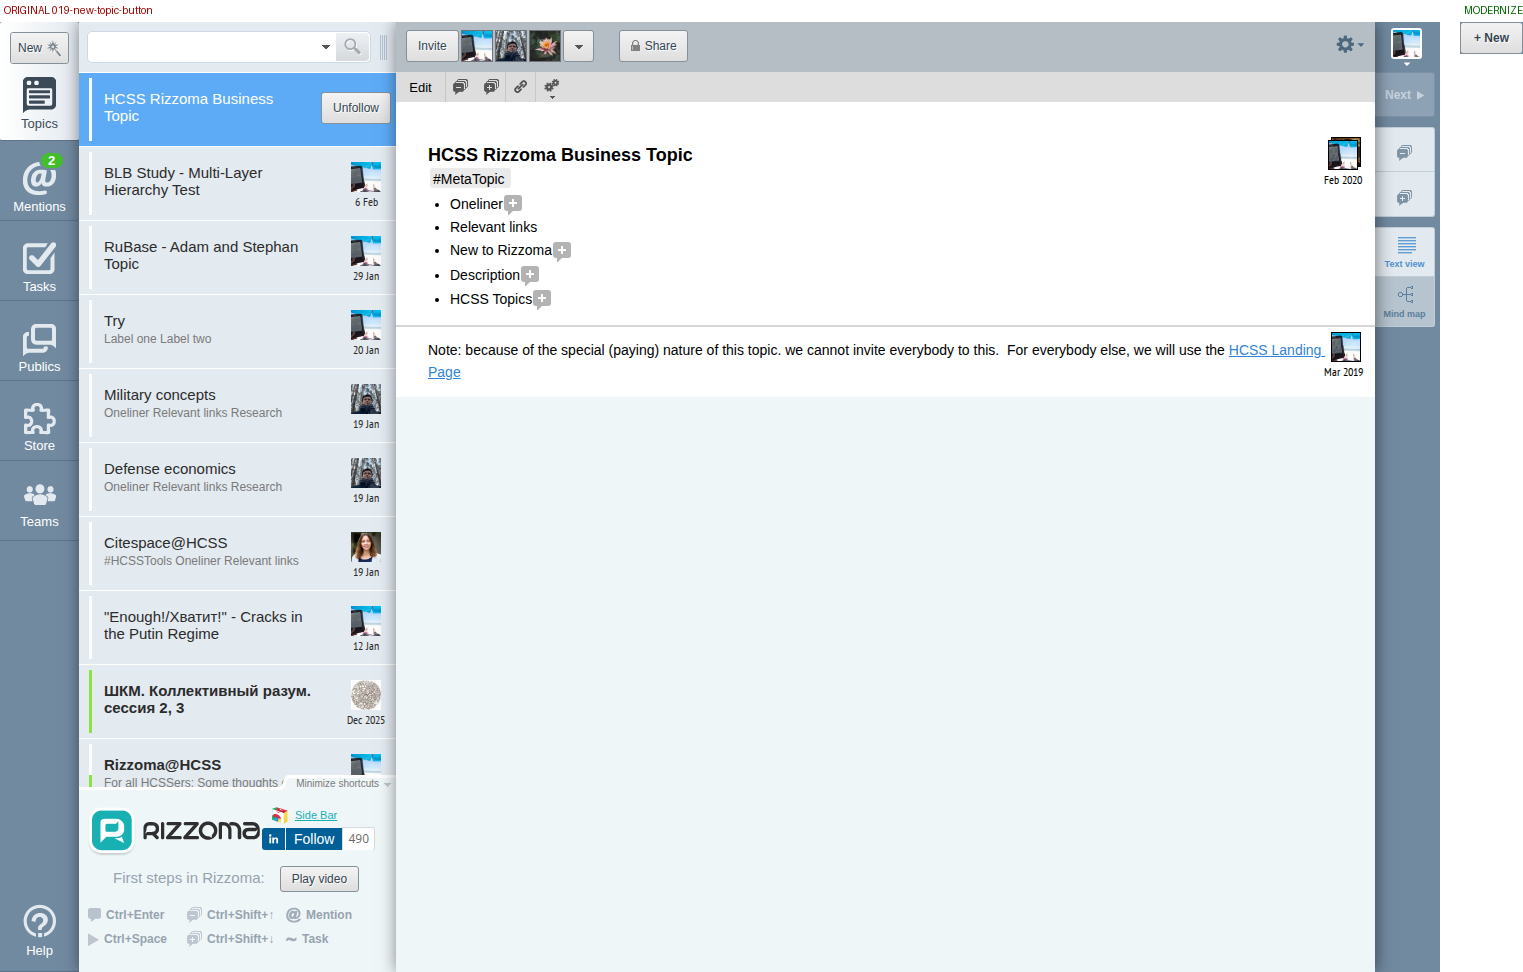 ORIGINAL 019-new-topic-button
MODERNIZE
New
Topics
2
Mentions
Tasks
Publics
Store
Teams
Help
HCSS Rizzoma Business
Topic
Unfollow
BLB Study - Multi-Layer
Hierarchy Test
6 Feb
RuBase - Adam and Stephan
Topic
29 Jan
Try
Label one Label two
20 Jan
Military concepts
Oneliner Relevant links Research
19 Jan
Defense economics
Oneliner Relevant links Research
19 Jan
Citespace@HCSS
#HCSSTools Oneliner Relevant links
19 Jan
"Enough!/Хватит!" - Cracks in
the Putin Regime
12 Jan
ШКМ. Коллективный разум.
сессия 2, 3
Dec 2025
Rizzoma@HCSS
For all HCSSers: Some thoughts
Minimize shortcuts
RIZZOMA
Side Bar
in Follow 490
First steps in Rizzoma: Play video
Ctrl+Enter Ctrl+Shift+↑ @ Mention
Ctrl+Space Ctrl+Shift+↓ ~ Task
Invite
Share
Edit
HCSS Rizzoma Business Topic
#MetaTopic
Feb 2020
• Oneliner
• Relevant links
• New to Rizzoma
• Description
• HCSS Topics
Note: because of the special (paying) nature of this topic. we cannot invite everybody to this.  For everybody else, we will use the HCSS Landing
Page
Mar 2019
Next
Text view
Mind map
+ New